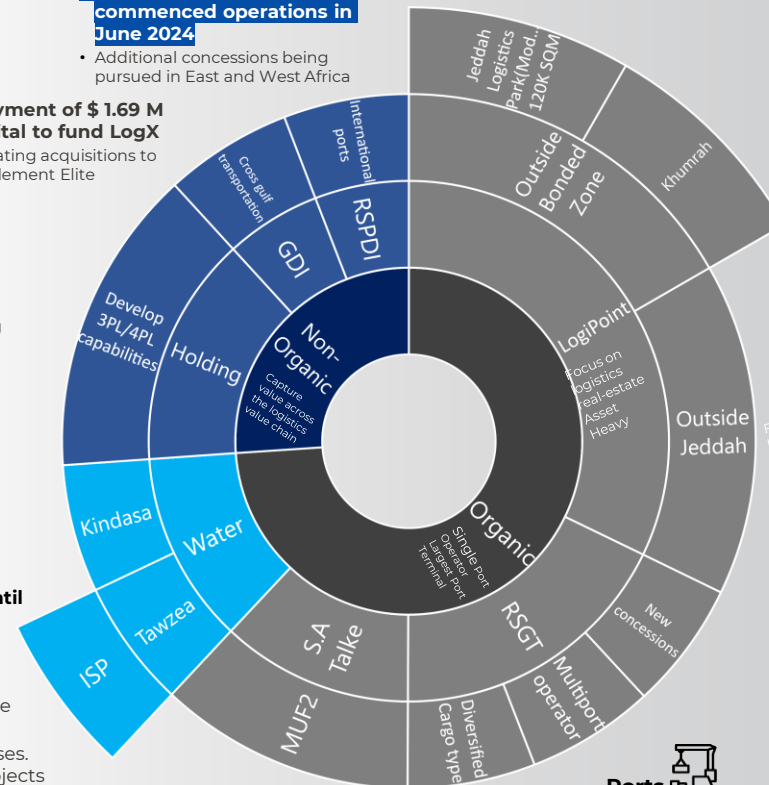 commenced operations in
June 2024
• Additional concessions being
pursued in East and West Africa
yment of $ 1.69 M
ital to fund LogX
ating acquisitions to
lement Elite
Jeddah
Logistics
Park(Mod..
120K SQM
Khumrah
Outside
Bonded
Zone
International
ports
Cross gulf
transportation
RSPDI
GDI
Develop
3PL/4PL
capabilities
Holding
Non-
Organic
Capture
value across
the logistics
value chain
LogiPoint
Focus on
logistics
real-estate
Asset
Heavy
Outside
Jeddah
Kindasa
Water
Tawzea
ISP
Organic
Single Port
Operator
Largest Port
Terminal
S.A
Talke
MUF2
RSGT
New
concessions
Multiport
operator
Diversified
Cargo type
ntil
e
ses.
jects
Ports